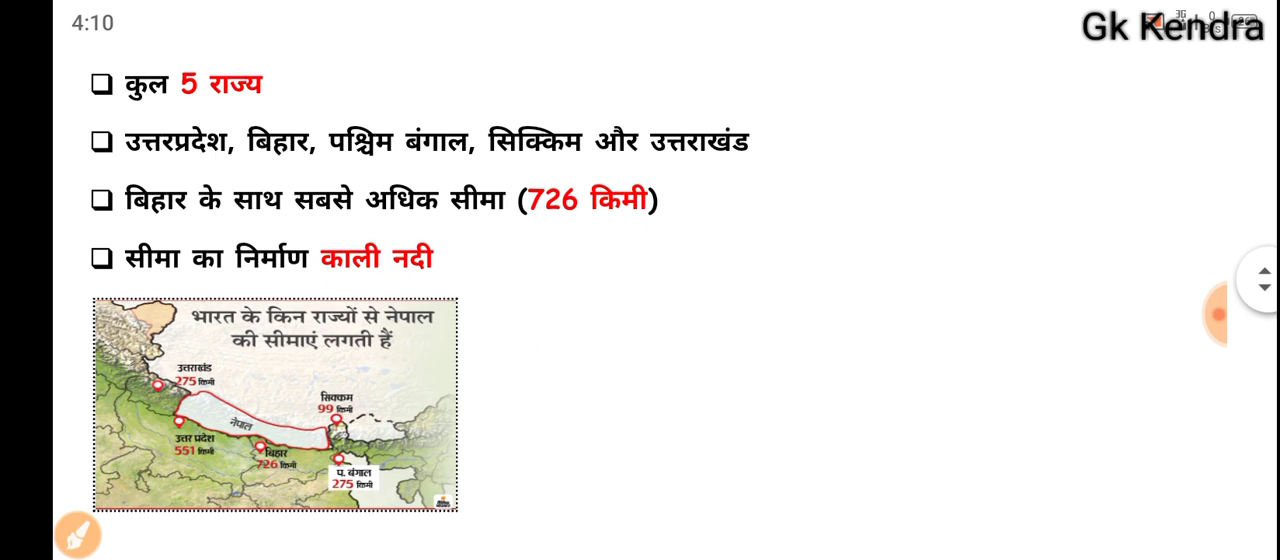 4:10
Gk Kendra
❑ कुल 5 राज्य
❑ उत्तरप्रदेश, बिहार, पश्चिम बंगाल, सिक्किम और उत्तराखंड
❑ बिहार के साथ सबसे अधिक सीमा (726 किमी)
❑ सीमा का निर्माण काली नदी
भारत के किन राज्यों से नेपाल
की सीमाएं लगती हैं
उत्तराखंड
275 किमी
सिक्कम
99 किमी
नेपाल
उत्तर प्रदेश
551 किमी
बिहार
726 किमी
प. बंगाल
275 किमी